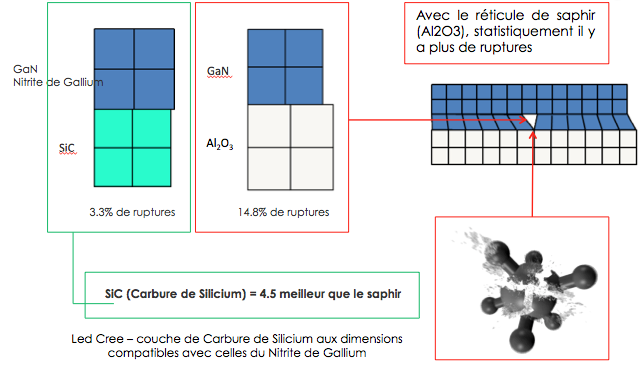 Avec le réticule de saphir
(Al2O3), statistiquement il y
a plus de ruptures
GaN
Nitrite de Gallium
SiC
3.3% de ruptures
GaN
Al₂O₃
14.8% de ruptures
SiC (Carbure de Silicium) = 4.5 meilleur que le saphir
Led Cree – couche de Carbure de Silicium aux dimensions
compatibles avec celles du Nitrite de Gallium